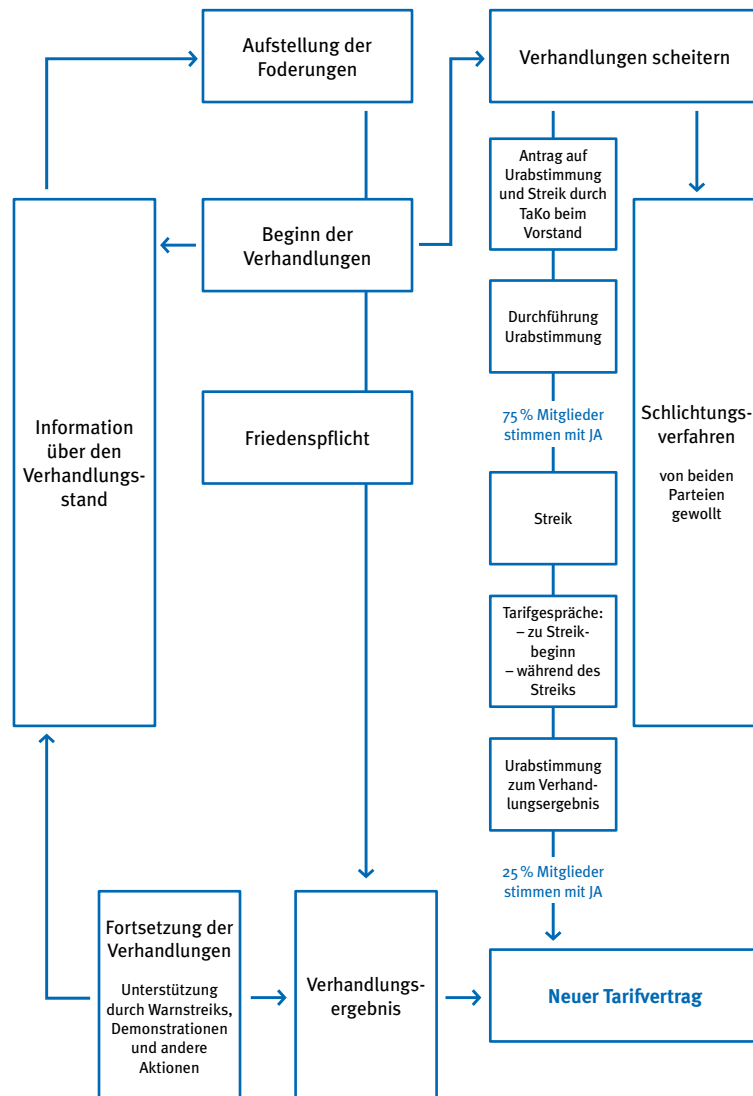 Aufstellung der
Foderungen
Verhandlungen scheitern
Antrag auf
Urabstimmung
und Streik durch
TaKo beim
Vorstand
Beginn der
Verhandlungen
Durchführung
Urabstimmung
75 % Mitglieder
stimmen mit JA
Information
über den
Verhandlungs-
stand
Friedenspflicht
Schlichtungs-
verfahren
von beiden
Parteien
gewollt
Streik
Tarifgespräche:
– zu Streik-
beginn
– während des
Streiks
Urabstimmung
zum Verhand-
lungsergebnis
25 % Mitglieder
stimmen mit JA
Fortsetzung der
Verhandlungen
Unterstützung
durch Warnstreiks,
Demonstrationen
und andere
Aktionen
Verhandlungs-
ergebnis
Neuer Tarifvertrag